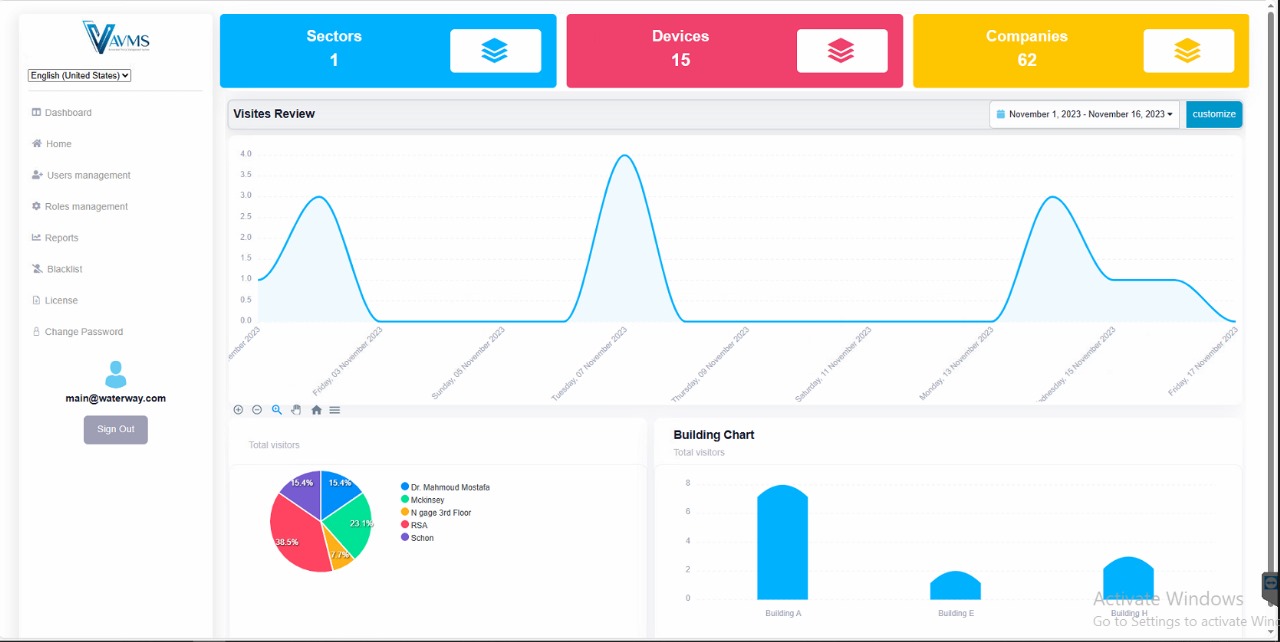 VAVMS
English (United States)
Dashboard
Home
Users management
Roles management
Reports
Blacklist
License
Change Password
main@waterway.com
Sign Out
Sectors
1
Devices
15
Companies
62
Visites Review
November 1, 2023 - November 16, 2023
customize
4.0
3.5
3.0
2.5
2.0
1.5
1.0
0.5
0.0
ember 2023
Friday, 03 November 2023
Sunday, 05 November 2023
Tuesday, 07 November 2023
Thursday, 09 November 2023
Saturday, 11 November 2023
Monday, 13 November 2023
dnesday, 15 November 2023
Friday, 17 November 2023
Total visitors
15.4%
15.4%
23.1%
38.5%
7.7%
Dr. Mahmoud Mostafa
Mckinsey
N gage 3rd Floor
RSA
Schon
Building Chart
Total visitors
8
6
4
2
0
Building A
Building E
Building H
Activate Windows
Go to Settings to activate Win